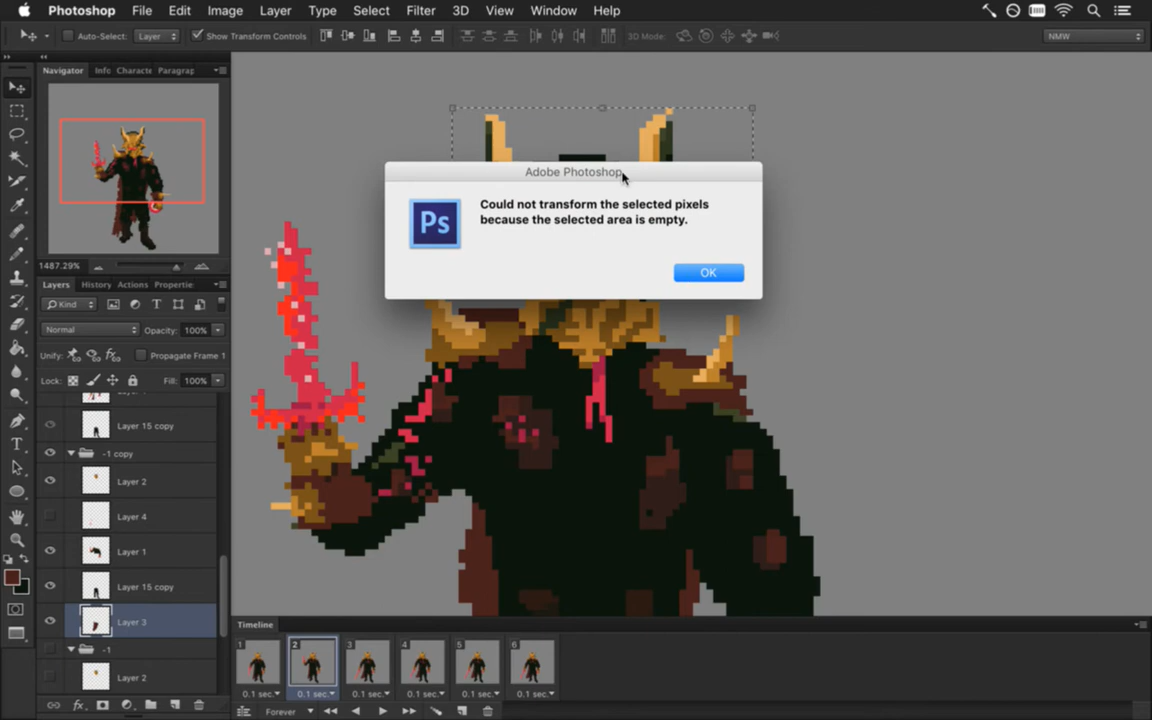 Photoshop File Edit Image Layer Type Select Filter 3D View Window Help
Auto-Select: Layer Show Transform Controls 3D Mode: NMW
Navigator Info Characte Paragrap
1487.29%
Layers History Actions Propertie
Kind
Normal Opacity: 100%
Unify: Propagate Frame 1
Lock: Fill: 100%
Layer 15 copy
-1 copy
Layer 2
Layer 4
Layer 1
Layer 15 copy
Layer 3
-1
Layer 2
Adobe Photoshop
Ps
Could not transform the selected pixels
because the selected area is empty.
OK
Timeline
1 2 3 4 5 6
0.1 sec. 0.1 sec. 0.1 sec. 0.1 sec. 0.1 sec. 0.1 sec.
Forever